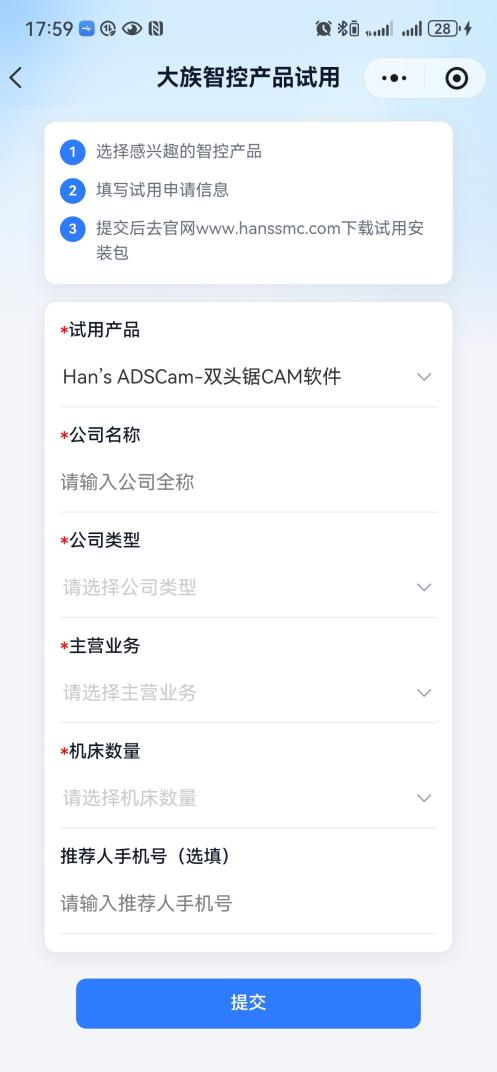 17:59
28
大族智控产品试用
1 选择感兴趣的智控产品
2 填写试用申请信息
3 提交后去官网www.hanssmc.com下载试用安
装包
*试用产品
Han's ADSCam-双头锯CAM软件
*公司名称
请输入公司全称
*公司类型
请选择公司类型
*主营业务
请选择主营业务
*机床数量
请选择机床数量
推荐人手机号（选填）
请输入推荐人手机号
提交